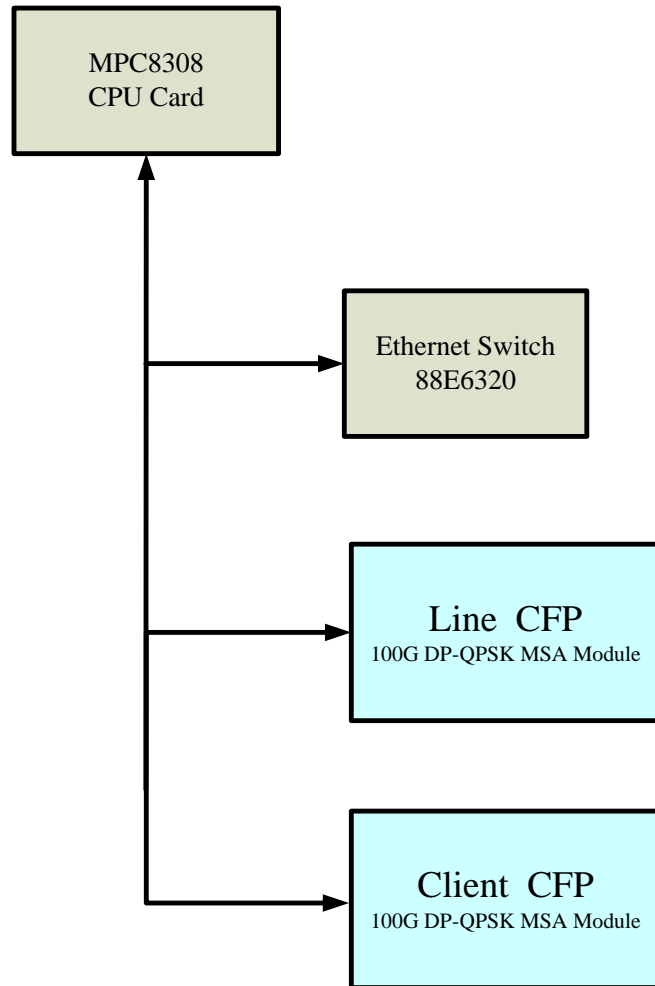 MPC8308
CPU Card
Ethernet Switch
88E6320
Line CFP
100G DP-QPSK MSA Module
Client CFP
100G DP-QPSK MSA Module